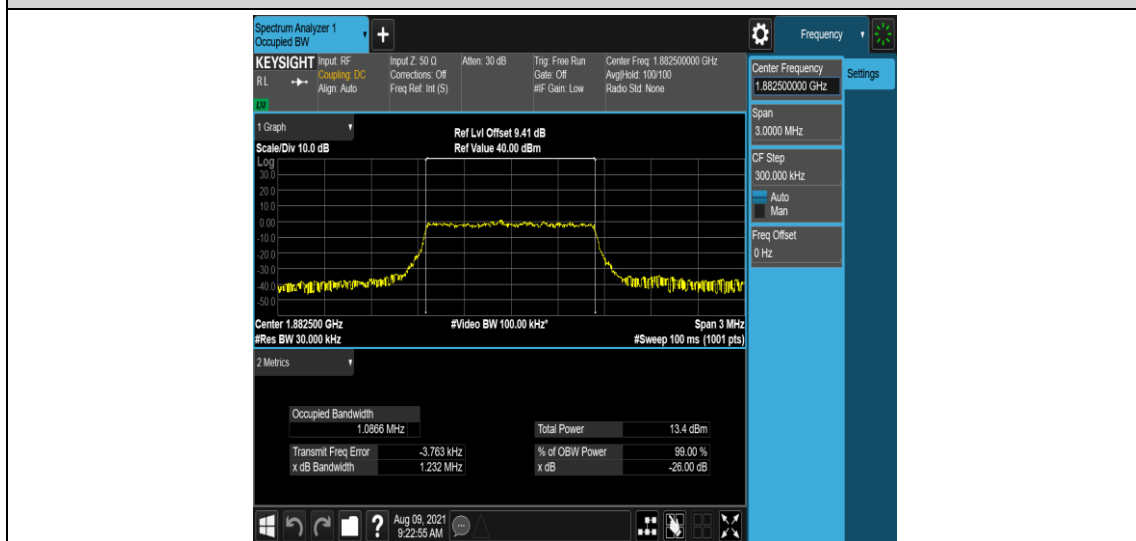 Spectrum Analyzer 1
Occupied BW
+
Frequency
KEYSIGHT
RL
Input: RF
Coupling: DC
Align: Auto
Input Z: 50 Ω
Corrections: Off
Freq Ref: Int (S)
Atten: 30 dB
Trig: Free Run
Gate: Off
#IF Gain: Low
Center Freq: 1.882500000 GHz
Avg|Hold: 100/100
Radio Std: None
LXI
Center Frequency
1.882500000 GHz
Settings
Span
3.0000 MHz
CF Step
300.000 kHz
Auto
Man
Freq Offset
0 Hz
1 Graph
Scale/Div 10.0 dB
Ref Lvl Offset 9.41 dB
Ref Value 40.00 dBm
Log
30.0
20.0
10.0
0.00
-10.0
-20.0
-30.0
-40.0
-50.0
Center 1.882500 GHz
#Res BW 30.000 kHz
#Video BW 100.00 kHz*
Span 3 MHz
#Sweep 100 ms (1001 pts)
2 Metrics
Occupied Bandwidth
1.0866 MHz
Total Power 13.4 dBm
Transmit Freq Error -3.763 kHz
% of OBW Power 99.00 %
x dB Bandwidth 1.232 MHz
x dB -26.00 dB
?
Aug 09, 2021
9:22:55 AM